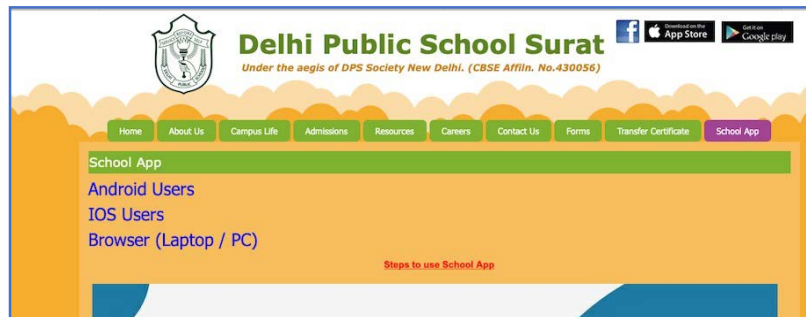 Delhi Public School Surat
Under the aegis of DPS Society New Delhi. (CBSE Affiln. No.430056)
Download on the
App Store
Get it on
Google play
Home About Us Campus Life Admissions Resources Careers Contact Us Forms Transfer Certificate School App
School App
Android Users
IOS Users
Browser (Laptop / PC)
Steps to use School App